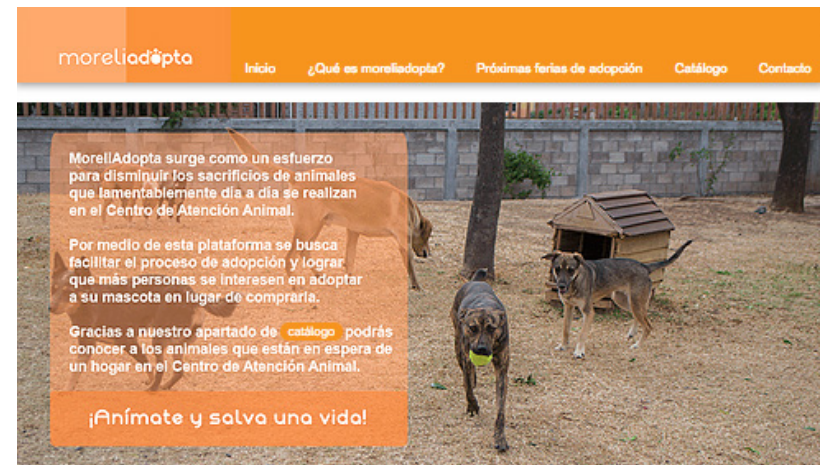 moreliadopta
Inicio ¿Qué es moreliadopta? Próximas ferias de adopción Catálogo Contacto
MoreliAdopta surge como un esfuerzo
para disminuir los sacrificios de animales
que lamentablemente día a día se realizan
en el Centro de Atención Animal.
Por medio de esta plataforma se busca
facilitar el proceso de adopción y lograr
que más personas se interesen en adoptar
a su mascota en lugar de comprarla.
Gracias a nuestro apartado de catálogo podrás
conocer a los animales que están en espera de
un hogar en el Centro de Atención Animal.
¡Anímate y salva una vida!